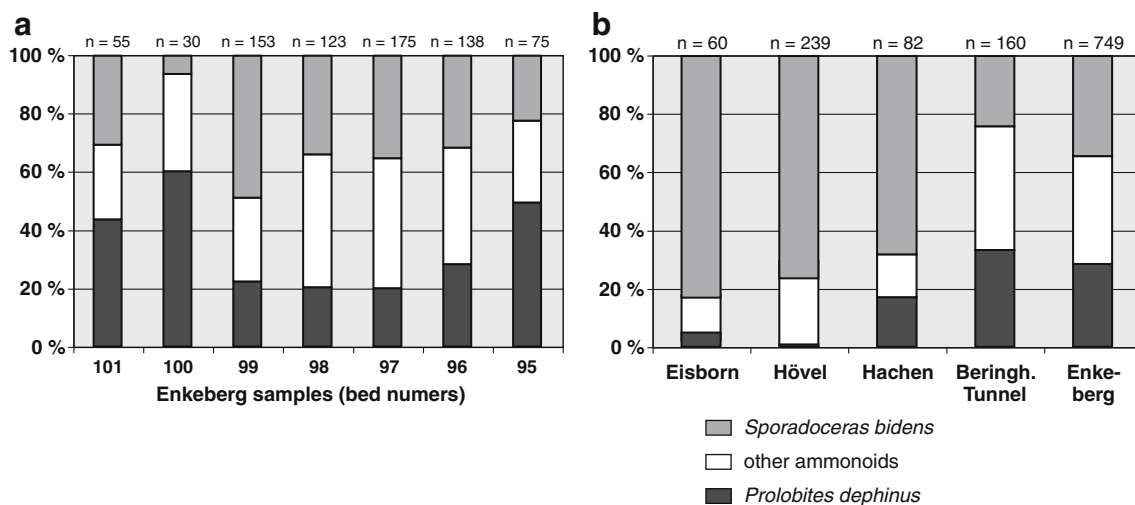 a
n = 55 n = 30 n = 153 n = 123 n = 175 n = 138 n = 75
100 %
80 %
60 %
40 %
20 %
0 %
101 100 99 98 97 96 95
Enkeberg samples (bed numers)
b
n = 60 n = 239 n = 82 n = 160 n = 749
100 %
80 %
60 %
40 %
20 %
0 %
Eisborn Hövel Hachen Beringh. Enke-
Tunnel berg
Sporadoceras bidens
other ammonoids
Prolobites dephinus